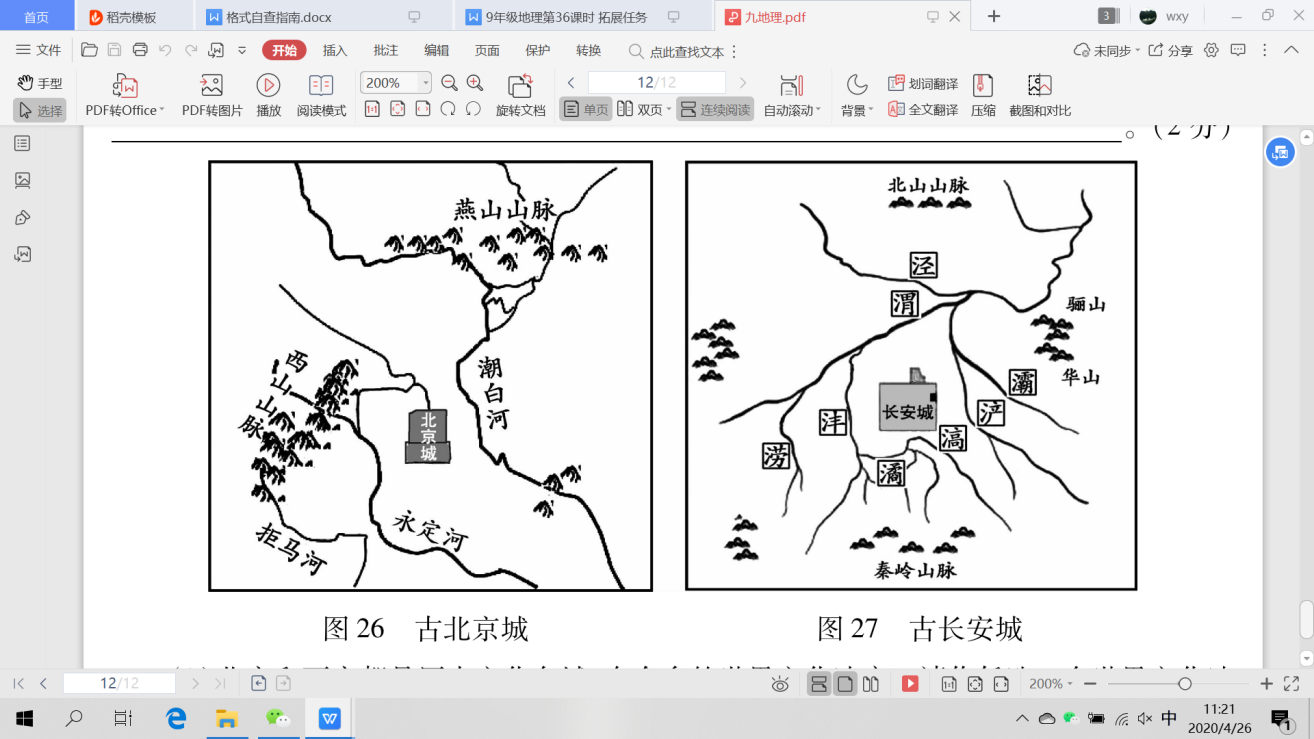 首页
稻壳模板
格式自查指南.docx
9年级地理第36课时 拓展任务
九地理.pdf
3
wxy
文件
开始
插入
批注
编辑
页面
保护
转换
点此查找文本
未同步
分享
手型
选择
PDF转Office
PDF转图片
播放
阅读模式
200%
旋转文档
12/12
单页
双页
连续阅读
自动滚动
背景
划词翻译
全文翻译
压缩
截图和对比
。（2分）
燕山山脉
西山山脉
潮白河
北京城
永定河
拒马河
图 26 古北京城
北山山脉
泾
渭
骊山
华山
灞
浐
长安城
沣
滈
涝
潏
秦岭山脉
图 27 古长安城
12/12
200%
中
11:21
2020/4/26
1